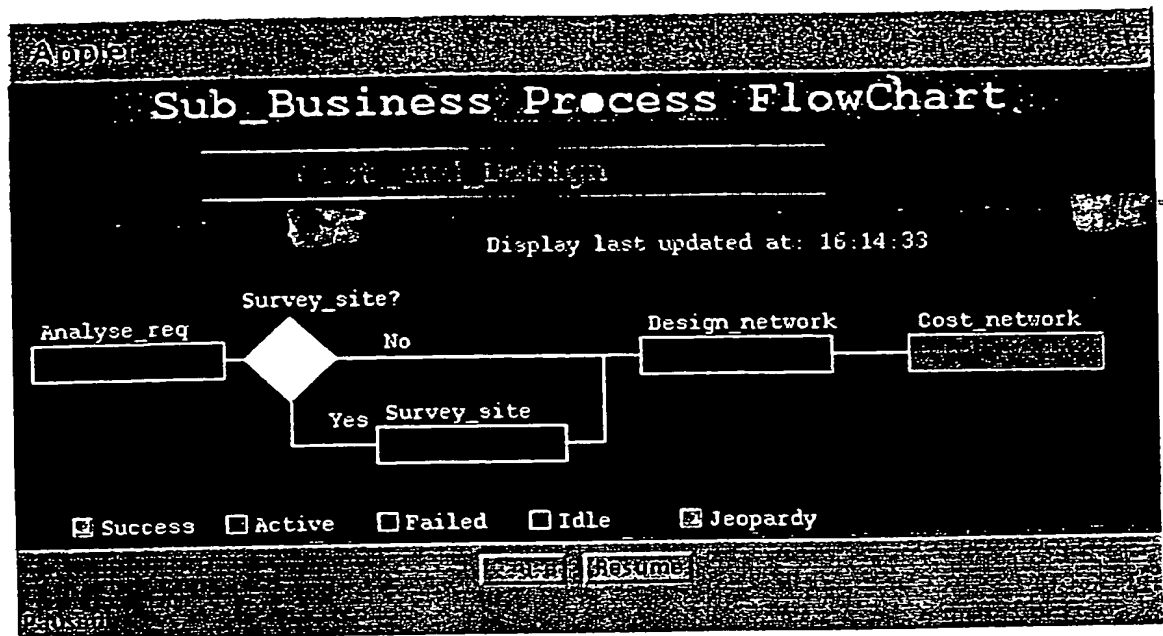 Applet
Sub_Business Process FlowChart
Cost_and_Design
Display last updated at: 16:14:33
Survey_site?
Analyse_req
No
Design_network
Cost_network
Yes
Survey_site
Success
Active
Failed
Idle
Jeopardy
Resume